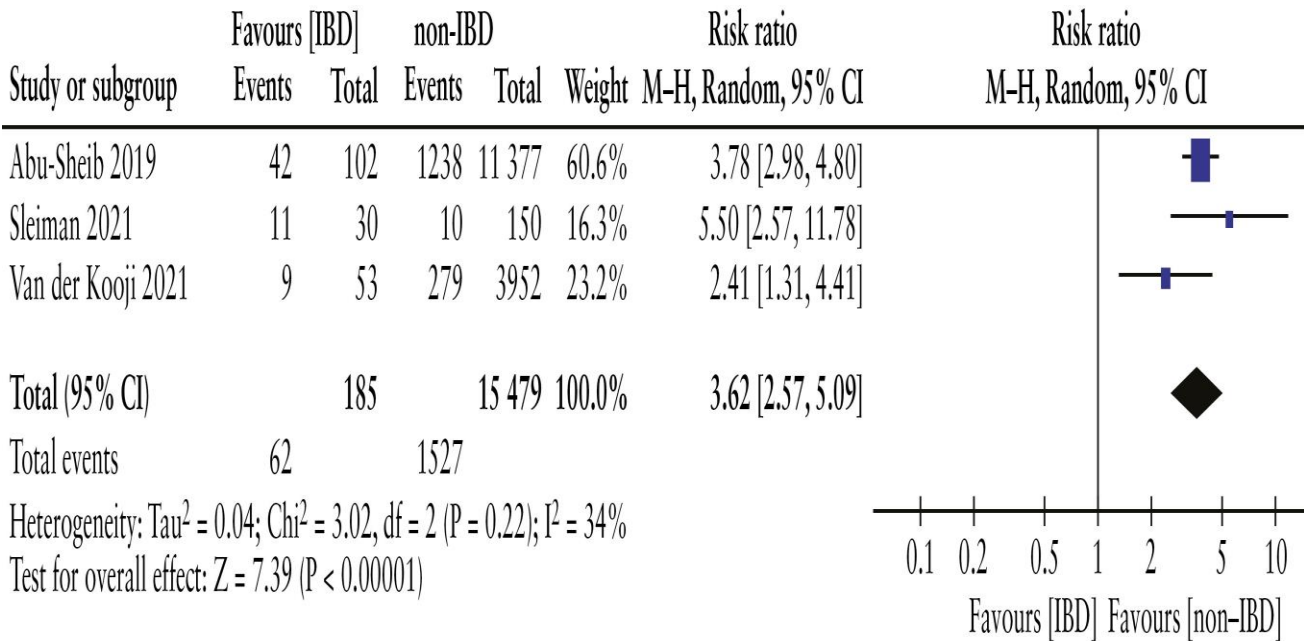 Favours [IBD] non-IBD Risk ratio Risk ratio
Study or subgroup Events Total Events Total Weight M–H, Random, 95% CI M–H, Random, 95% CI
Abu-Sheib 2019 42 102 1238 11 377 60.6% 3.78 [2.98, 4.80]
Sleiman 2021 11 30 10 150 16.3% 5.50 [2.57, 11.78]
Van der Kooji 2021 9 53 279 3952 23.2% 2.41 [1.31, 4.41]
Total (95% CI) 185 15 479 100.0% 3.62 [2.57, 5.09]
Total events 62 1527
Heterogeneity: Tau² = 0.04; Chi² = 3.02, df = 2 (P = 0.22); I² = 34%
Test for overall effect: Z = 7.39 (P < 0.00001)
0.1 0.2 0.5 1 2 5 10
Favours [IBD] Favours [non–IBD]